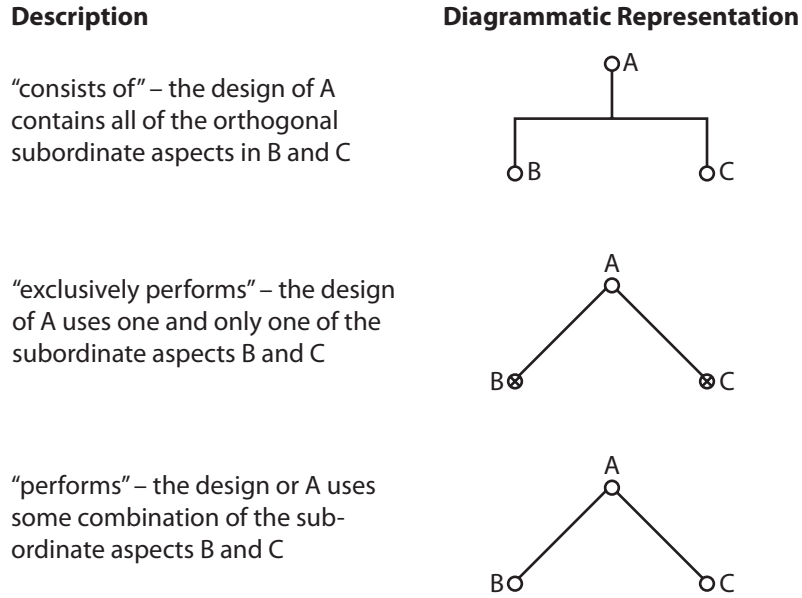 Description
Diagrammatic Representation
“consists of” – the design of A
contains all of the orthogonal
subordinate aspects in B and C
A
B
C
“exclusively performs” – the design
of A uses one and only one of the
subordinate aspects B and C
A
B
C
“performs” – the design or A uses
some combination of the sub-
ordinate aspects B and C
A
B
C